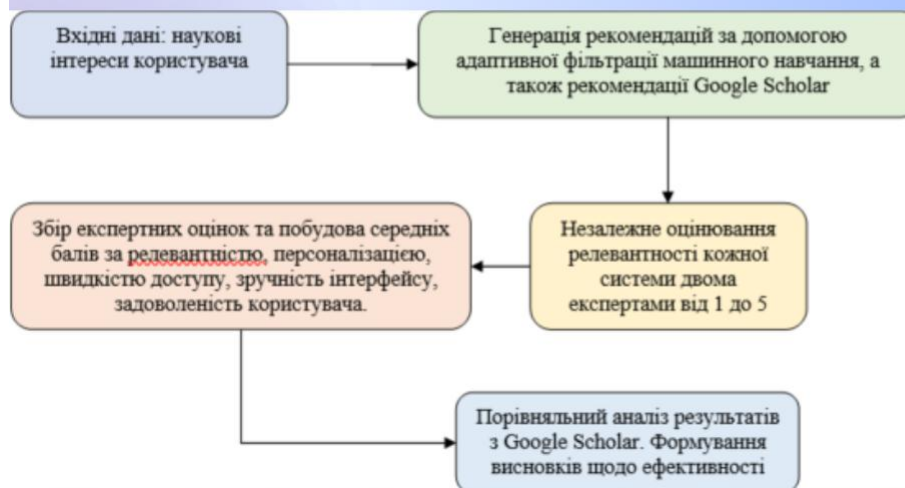 Вхідні дані: наукові
інтереси користувача
Генерація рекомендацій за допомогою
адаптивної фільтрації машинного навчання, а
також рекомендації Google Scholar
Незалежне оцінювання
релевантності кожної
системи двома
експертами від 1 до 5
Збір експертних оцінок та побудова середніх
балів за релевантністю, персоналізацією,
швидкістю доступу, зручність інтерфейсу,
задоволеність користувача.
Порівняльний аналіз результатів
з Google Scholar. Формування
висновків щодо ефективності